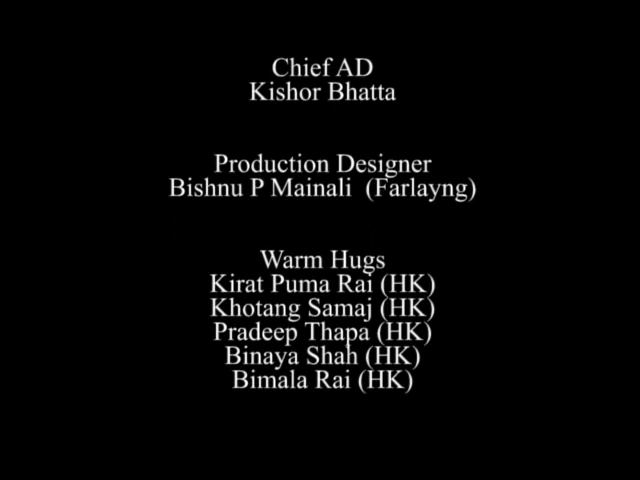 Chief AD
Kishor Bhatta
Production Designer
Bishnu P Mainali  (Farlayng)
Warm Hugs
Kirat Puma Rai (HK)
Khotang Samaj (HK)
Pradeep Thapa (HK)
Binaya Shah (HK)
Bimala Rai (HK)